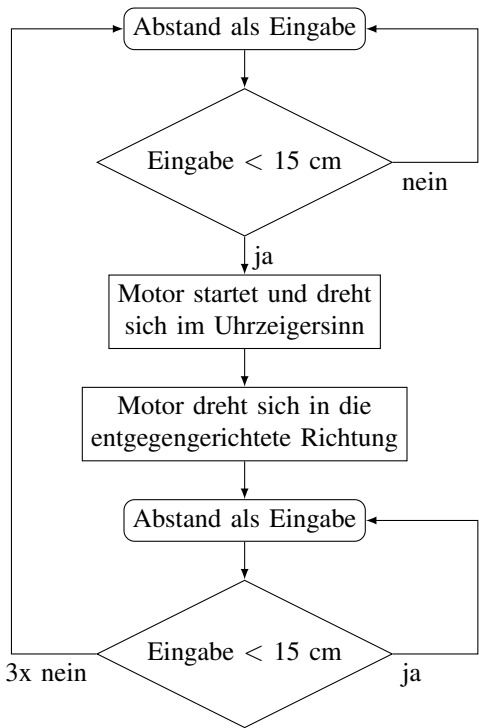 Abstand als Eingabe
Eingabe < 15 cm
nein
ja
Motor startet und dreht
sich im Uhrzeigersinn
Motor dreht sich in die
entgegengerichtete Richtung
Abstand als Eingabe
Eingabe < 15 cm
3x nein
ja